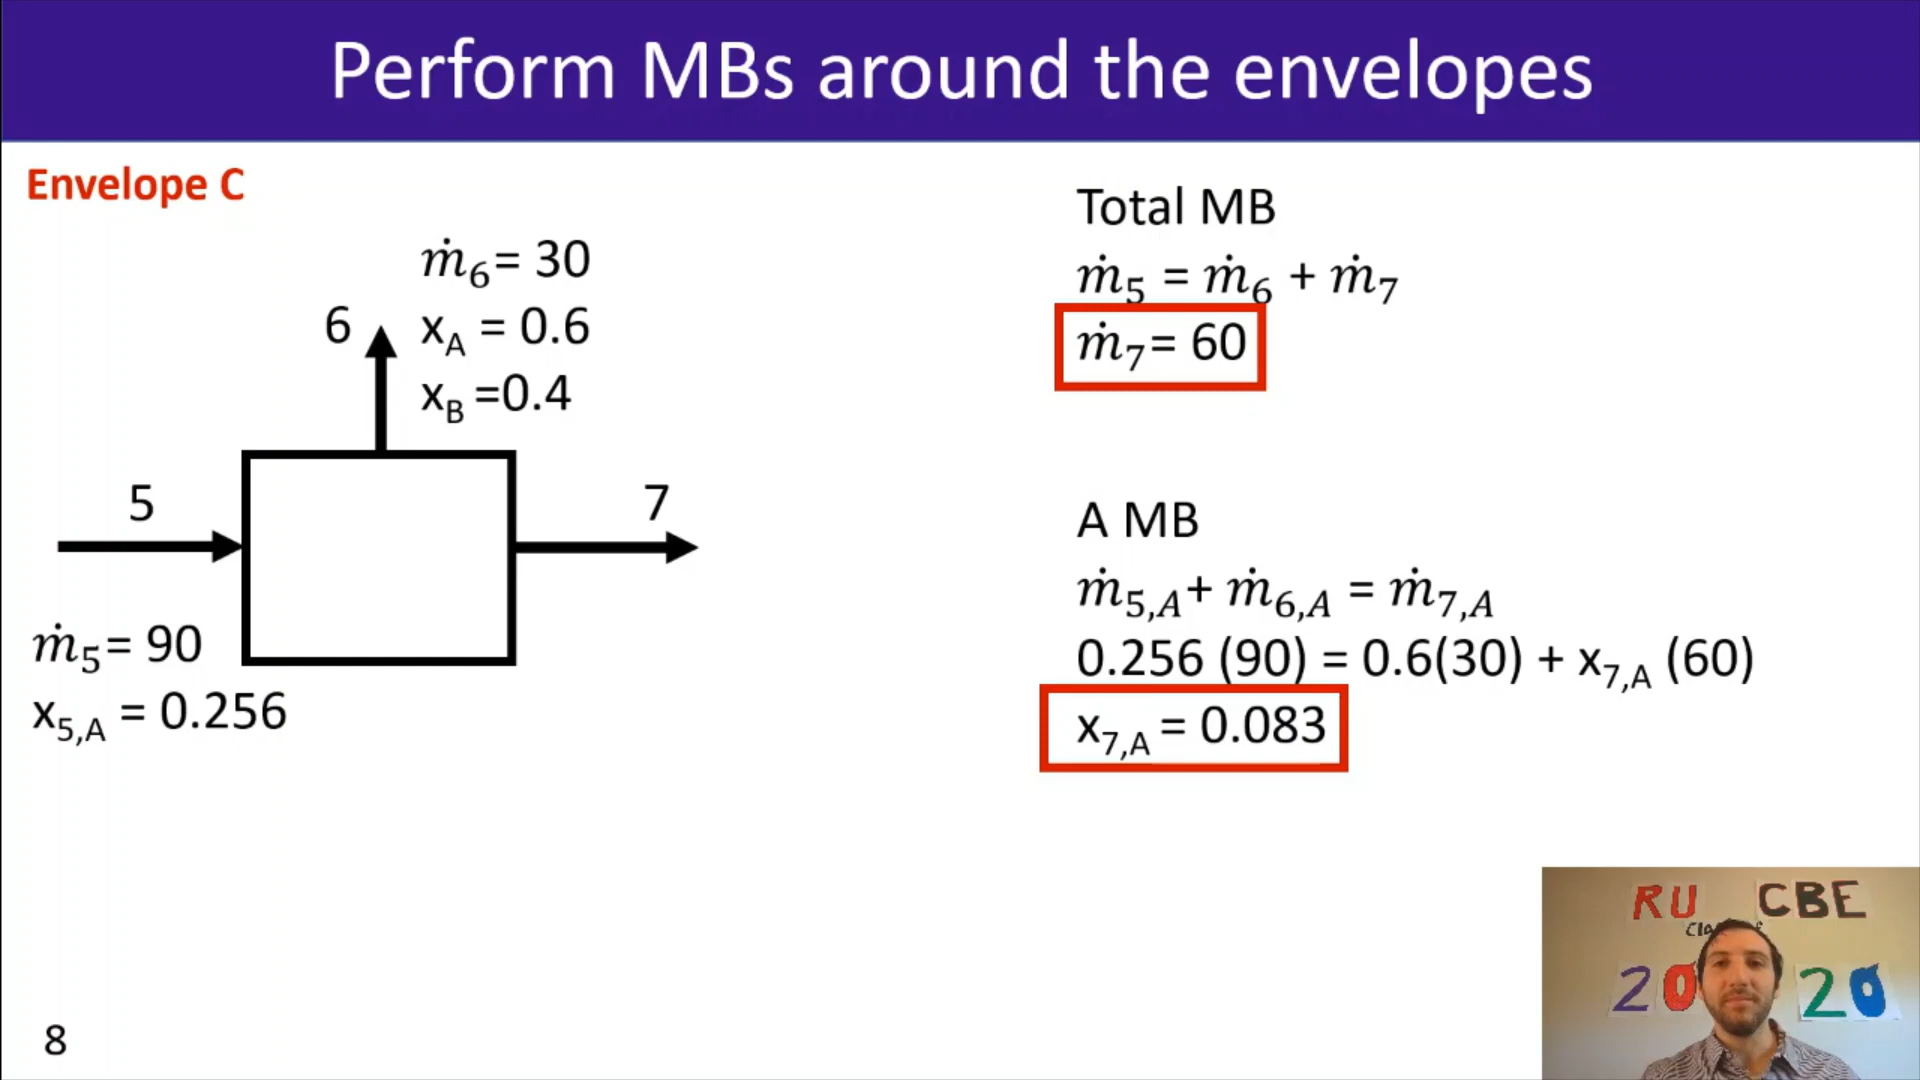 Perform MBs around the envelopes
Envelope C
ṁ₆= 30
x_A = 0.6
x_B =0.4
6
5
7
ṁ₅= 90
x₅,A = 0.256
Total MB
ṁ₅ = ṁ₆ + ṁ₇
ṁ₇= 60
A MB
ṁ₅,A+ ṁ₆,A = ṁ₇,A
0.256 (90) = 0.6(30) + x₇,A (60)
x₇,A = 0.083
RU CBE
20 20
8